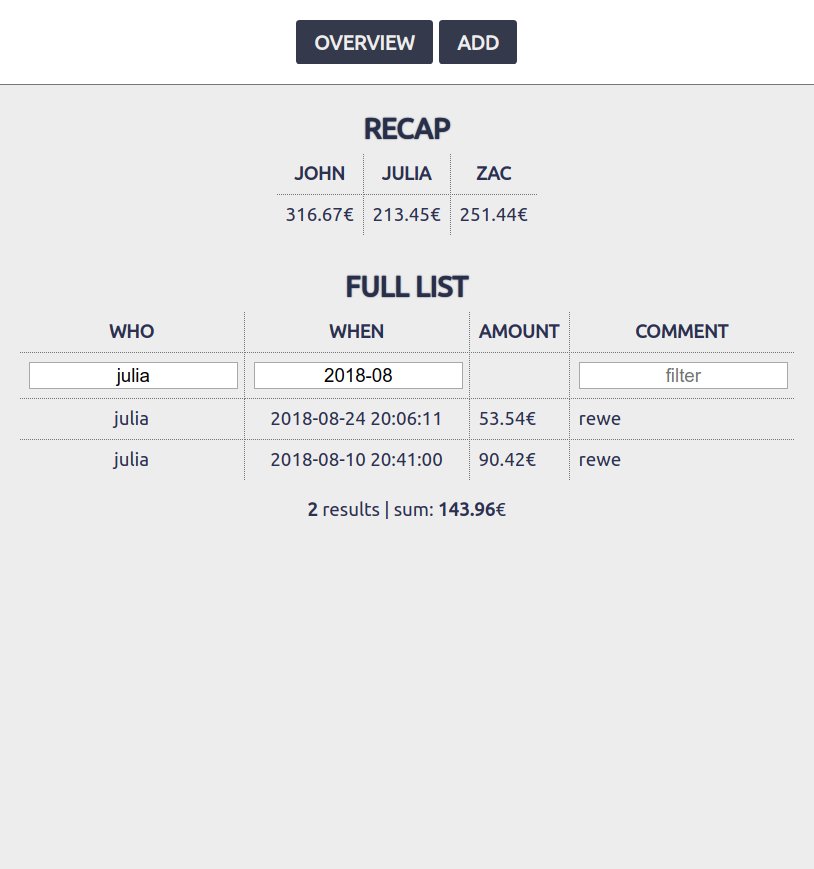 OVERVIEW ADD
RECAP
JOHN JULIA ZAC
316.67€ 213.45€ 251.44€
FULL LIST
WHO WHEN AMOUNT COMMENT
julia 2018-08 filter
julia 2018-08-24 20:06:11 53.54€ rewe
julia 2018-08-10 20:41:00 90.42€ rewe
2 results | sum: 143.96€